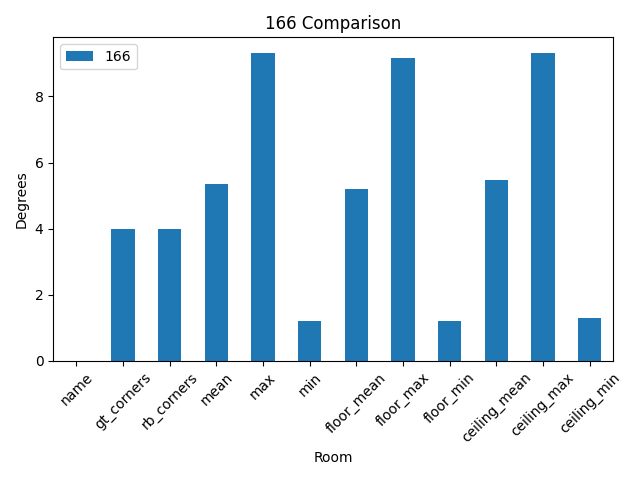 166 Comparison
166
8
6
4
2
0
Degrees
name
gt_corners
rb_corners
mean
max
min
floor_mean
floor_max
floor_min
ceiling_mean
ceiling_max
ceiling_min
Room